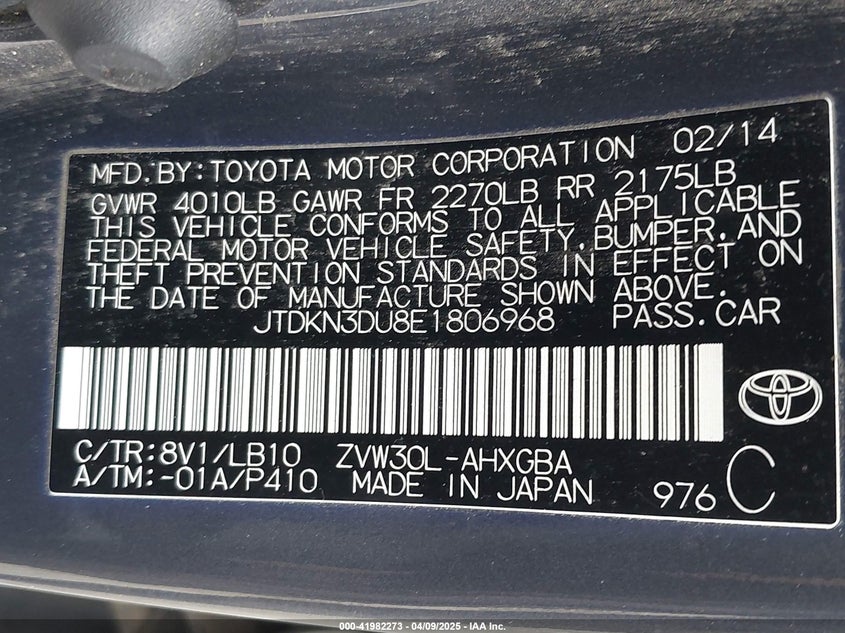 MFD.BY:TOYOTA MOTOR CORPORATION 02/14
GVWR 4010LB GAWR FR 2270LB RR 2175LB
THIS VEHICLE CONFORMS TO ALL APPLICABLE
FEDERAL MOTOR VEHICLE SAFETY,BUMPER,AND
THEFT PREVENTION STANDARDS IN EFFECT ON
THE DATE OF MANUFACTURE SHOWN ABOVE.
JTDKN3DU8E1806968 PASS.CAR
C/TR:8V1/LB10 ZVW30L-AHXGBA
A/TM:-01A/P410 MADE IN JAPAN 976 C
000-41982273 - 04/09/2025 - IAA Inc.